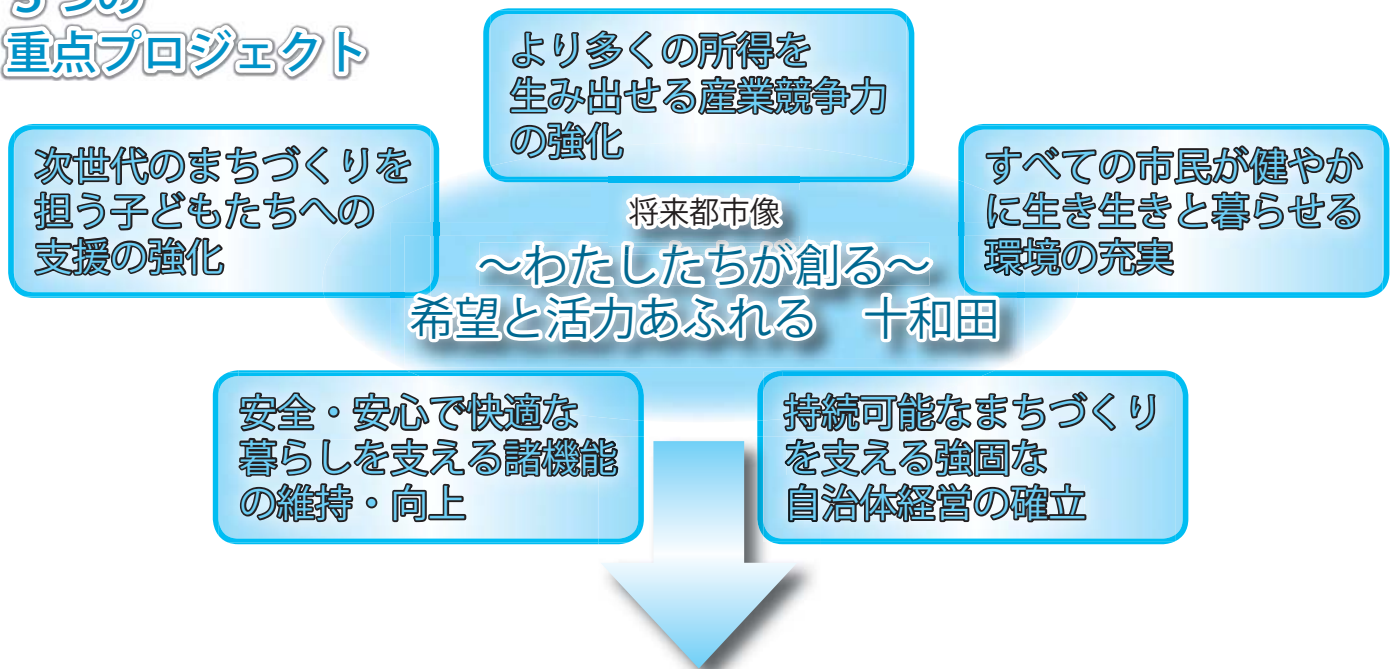 つの
重点プロジェクト
より多くの所得を
生み出せる産業競争力
の強化
次世代のまちづくりを
担う子どもたちへの
支援の強化
すべての市民が健やか
に生き生きと暮らせる
環境の充実
将来都市像
～わたしたちが創る～
希望と活力あふれる　十和田
安全・安心で快適な
暮らしを支える諸機能
の維持・向上
持続可能なまちづくり
を支える強固な
自治体経営の確立